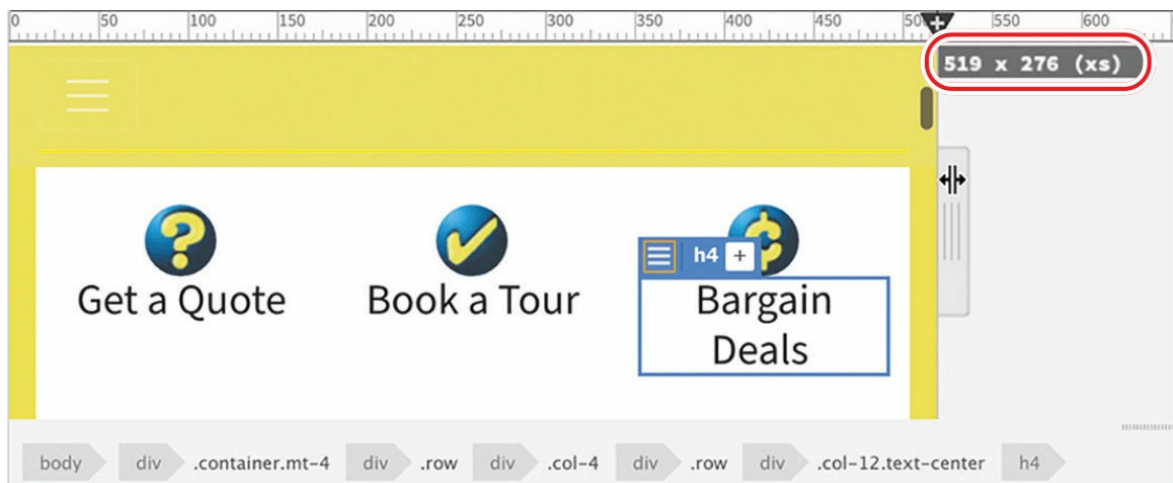 0 50 100 150 200 250 300 350 400 450 50 550 600
519 x 276 (xs)
?
¢
h4 +
Get a Quote Book a Tour Bargain
Deals
body div .container.mt-4 div .row div .col-4 div .row div .col-12.text-center h4